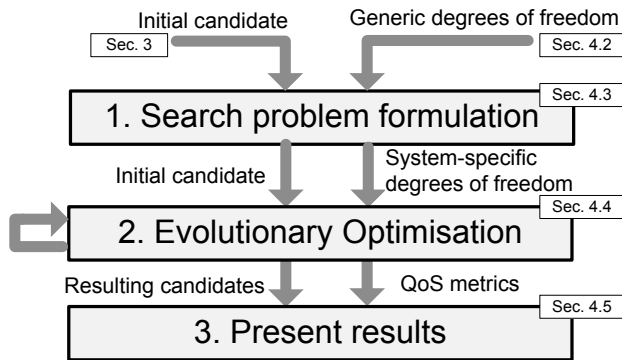 Initial candidate
Generic degrees of freedom
Sec. 3
Sec. 4.2
Sec. 4.3
1. Search problem formulation
Initial candidate
System-specific
degrees of freedom
Sec. 4.4
2. Evolutionary Optimisation
Resulting candidates
QoS metrics
Sec. 4.5
3. Present results